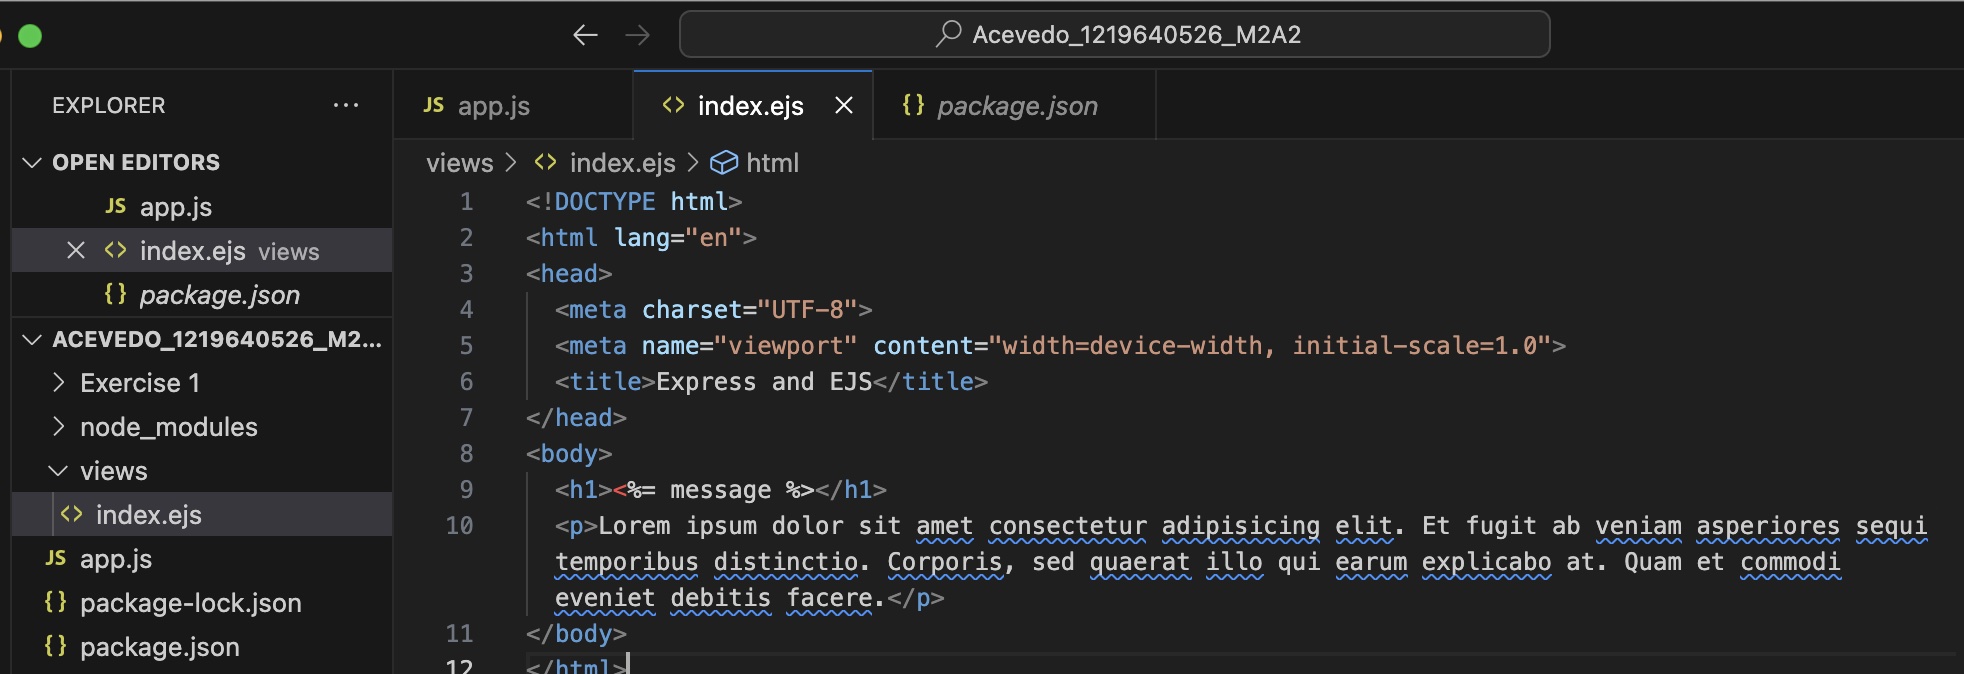 Acevedo_1219640526_M2A2
EXPLORER ...
OPEN EDITORS
JS app.js
<> index.ejs views
{} package.json
ACEVEDO_1219640526_M2...
Exercise 1
node_modules
views
<> index.ejs
JS app.js
{} package-lock.json
{} package.json
JS app.js
<> index.ejs
{} package.json
views > <> index.ejs > html
1 <!DOCTYPE html>
2 <html lang="en">
3 <head>
4 <meta charset="UTF-8">
5 <meta name="viewport" content="width=device-width, initial-scale=1.0">
6 <title>Express and EJS</title>
7 </head>
8 <body>
9 <h1><%= message %></h1>
10 <p>Lorem ipsum dolor sit amet consectetur adipisicing elit. Et fugit ab veniam asperiores sequi
temporibus distinctio. Corporis, sed quaerat illo qui earum explicabo at. Quam et commodi
eveniet debitis facere.</p>
11 </body>
12 </html>